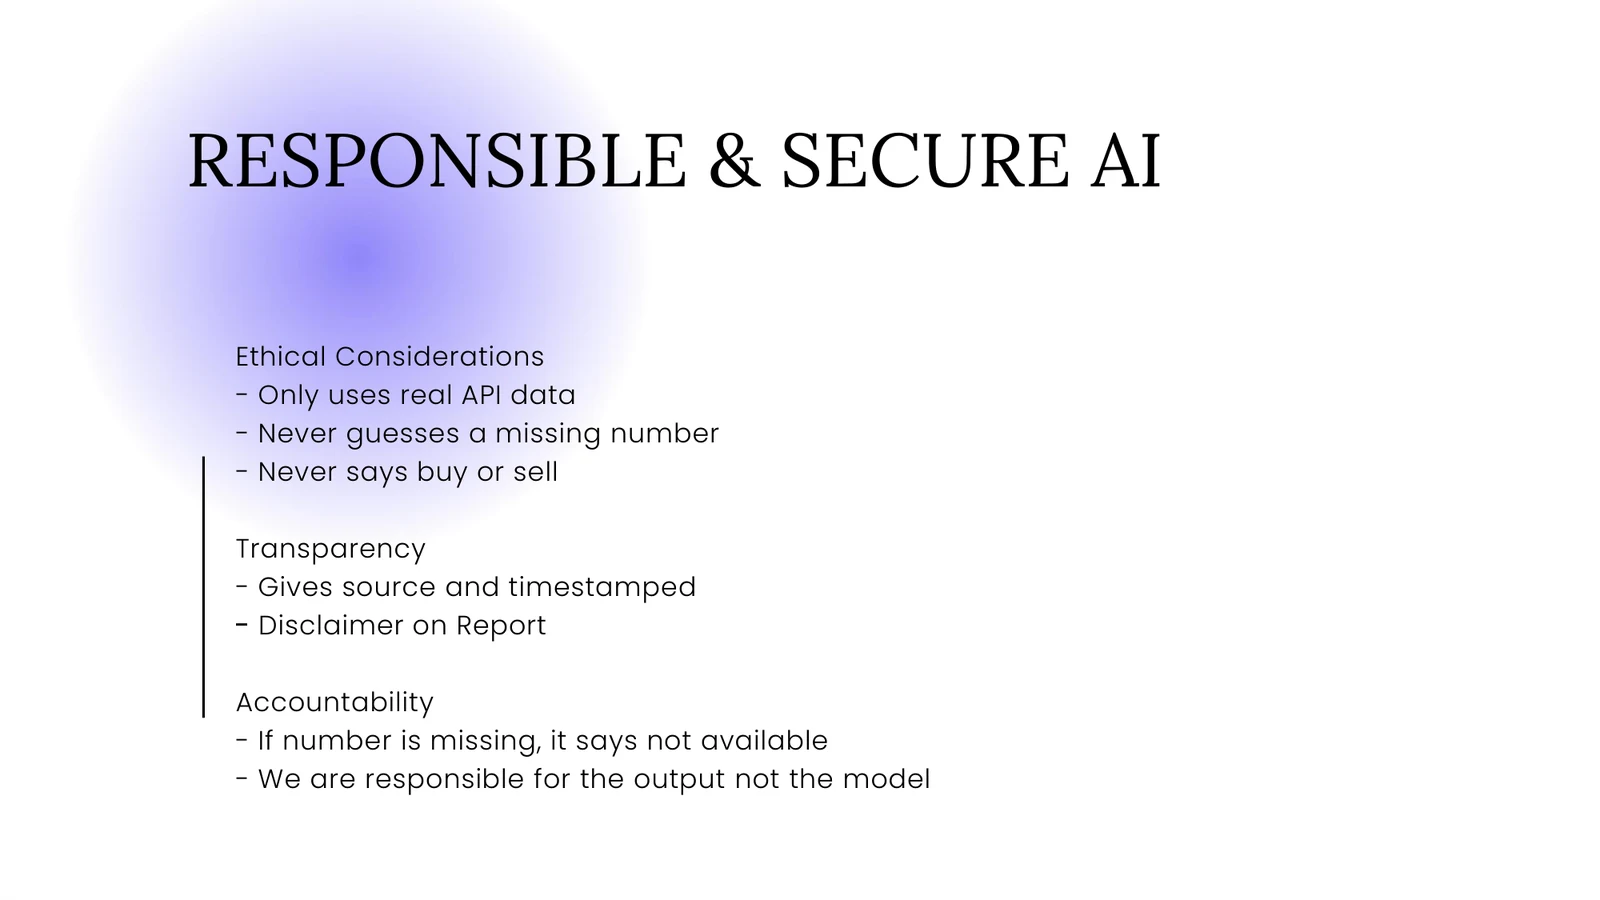 RESPONSIBLE & SECURE AI
Ethical Considerations
- Only uses real API data
- Never guesses a missing number
- Never says buy or sell
Transparency
- Gives source and timestamped
- Disclaimer on Report
Accountability
- If number is missing, it says not available
- We are responsible for the output not the model